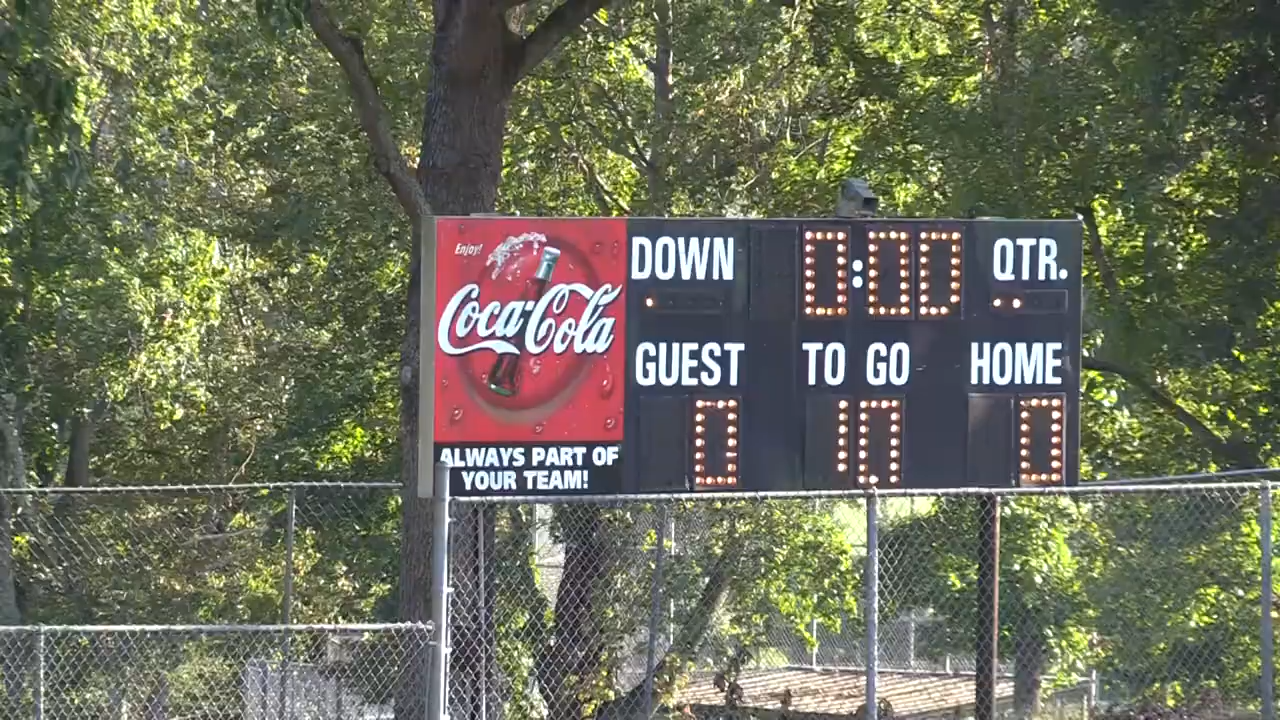 Enjoy!
Coca-Cola
ALWAYS PART OF
YOUR TEAM!
DOWN 0:00 QTR.
GUEST TO GO HOME
0 10 0